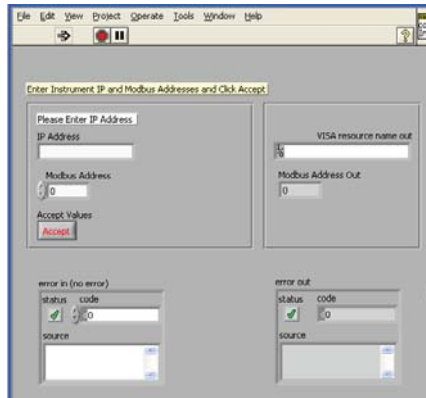 File Edit View Project Operate Tools Window Help
Enter Instrument IP and Modbus Addresses and Click Accept
Please Enter IP Address
IP Address
VISA resource name out
Modbus Address
Modbus Address Out
0
0
Accept Values
Accept
error in (no error)
error out
status code
status code
0
0
source
source